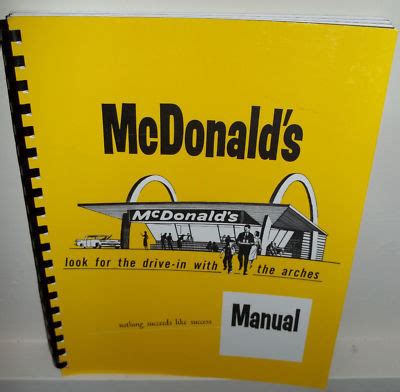 McDonald's
McDonald's
look for the drive-in with the arches
nothing succeeds like success
Manual